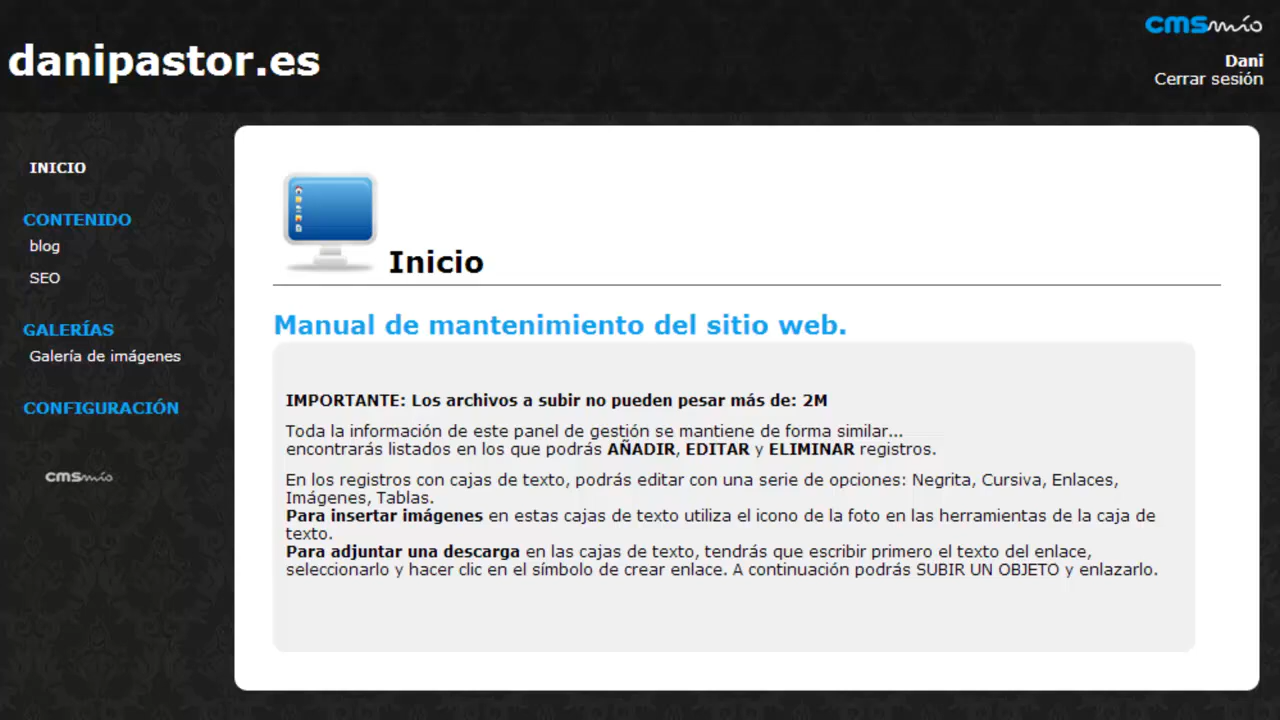 danipastor.es
cmsmío
Dani
Cerrar sesión
INICIO
CONTENIDO
blog
SEO
GALERÍAS
Galería de imágenes
CONFIGURACIÓN
cmsmío
Inicio
Manual de mantenimiento del sitio web.
IMPORTANTE: Los archivos a subir no pueden pesar más de: 2M
Toda la información de este panel de gestión se mantiene de forma similar...
encontrarás listados en los que podrás AÑADIR, EDITAR y ELIMINAR registros.
En los registros con cajas de texto, podrás editar con una serie de opciones: Negrita, Cursiva, Enlaces,
Imágenes, Tablas.
Para insertar imágenes en estas cajas de texto utiliza el icono de la foto en las herramientas de la caja de
texto.
Para adjuntar una descarga en las cajas de texto, tendrás que escribir primero el texto del enlace,
seleccionarlo y hacer clic en el símbolo de crear enlace. A continuación podrás SUBIR UN OBJETO y enlazarlo.